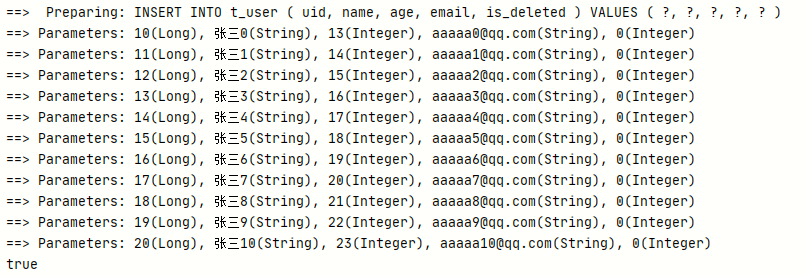 ==>  Preparing: INSERT INTO t_user ( uid, name, age, email, is_deleted ) VALUES ( ?, ?, ?, ?, ? )
==> Parameters: 10(Long), 张三0(String), 13(Integer), aaaaa0@qq.com(String), 0(Integer)
==> Parameters: 11(Long), 张三1(String), 14(Integer), aaaaa1@qq.com(String), 0(Integer)
==> Parameters: 12(Long), 张三2(String), 15(Integer), aaaaa2@qq.com(String), 0(Integer)
==> Parameters: 13(Long), 张三3(String), 16(Integer), aaaaa3@qq.com(String), 0(Integer)
==> Parameters: 14(Long), 张三4(String), 17(Integer), aaaaa4@qq.com(String), 0(Integer)
==> Parameters: 15(Long), 张三5(String), 18(Integer), aaaaa5@qq.com(String), 0(Integer)
==> Parameters: 16(Long), 张三6(String), 19(Integer), aaaaa6@qq.com(String), 0(Integer)
==> Parameters: 17(Long), 张三7(String), 20(Integer), aaaaa7@qq.com(String), 0(Integer)
==> Parameters: 18(Long), 张三8(String), 21(Integer), aaaaa8@qq.com(String), 0(Integer)
==> Parameters: 19(Long), 张三9(String), 22(Integer), aaaaa9@qq.com(String), 0(Integer)
==> Parameters: 20(Long), 张三10(String), 23(Integer), aaaaa10@qq.com(String), 0(Integer)
true